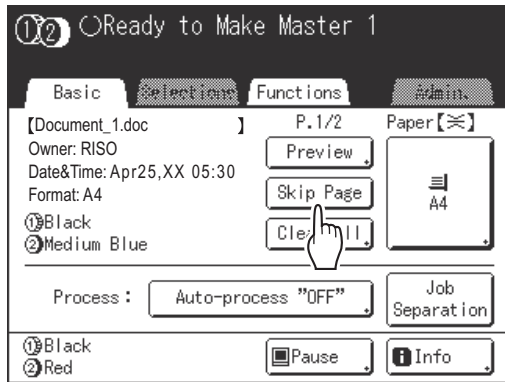 ①② Ready to Make Master 1
Basic Selections Functions Admin.
【Document_1.doc】 P.1/2 Paper【】
Owner: RISO Preview
Date&Time: Apr25,XX 05:30
Format: A4 Skip Page A4
①Black
②Medium Blue
Process: Auto-process "OFF" Job
Separation
①Black
②Red Pause Info